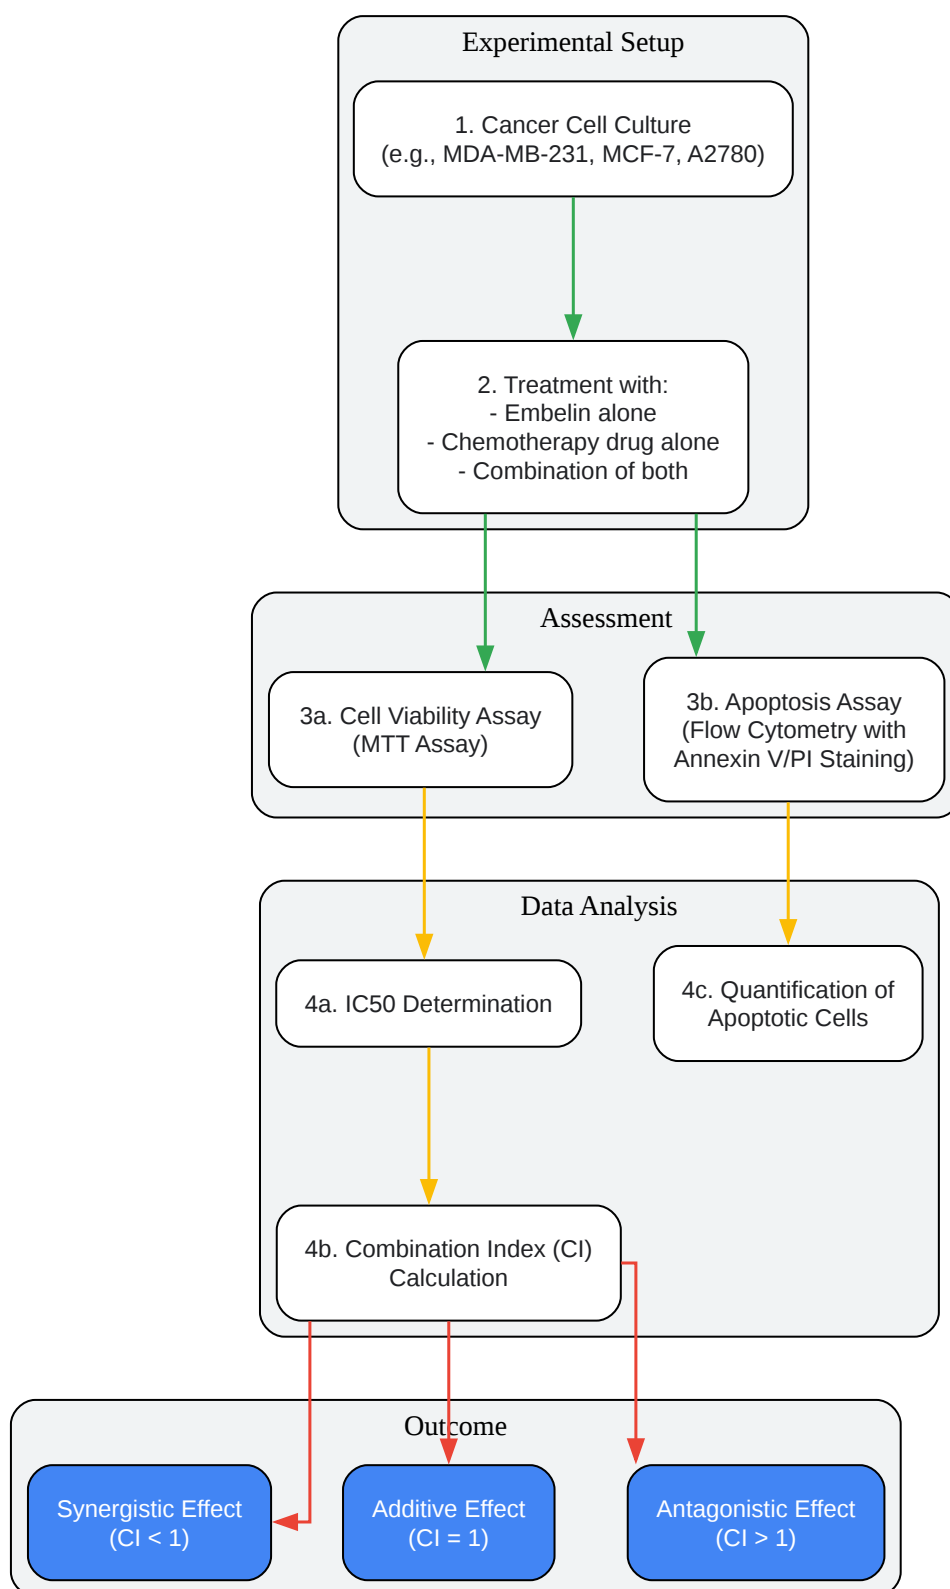 Experimental Setup
1. Cancer Cell Culture
(e.g., MDA-MB-231, MCF-7, A2780)
2. Treatment with:
- Embelin alone
- Chemotherapy drug alone
- Combination of both
Assessment
3a. Cell Viability Assay
(MTT Assay)
3b. Apoptosis Assay
(Flow Cytometry with
Annexin V/PI Staining)
Data Analysis
4a. IC50 Determination
4c. Quantification of
Apoptotic Cells
4b. Combination Index (CI)
Calculation
Outcome
Synergistic Effect
(CI < 1)
Additive Effect
(CI = 1)
Antagonistic Effect
(CI > 1)